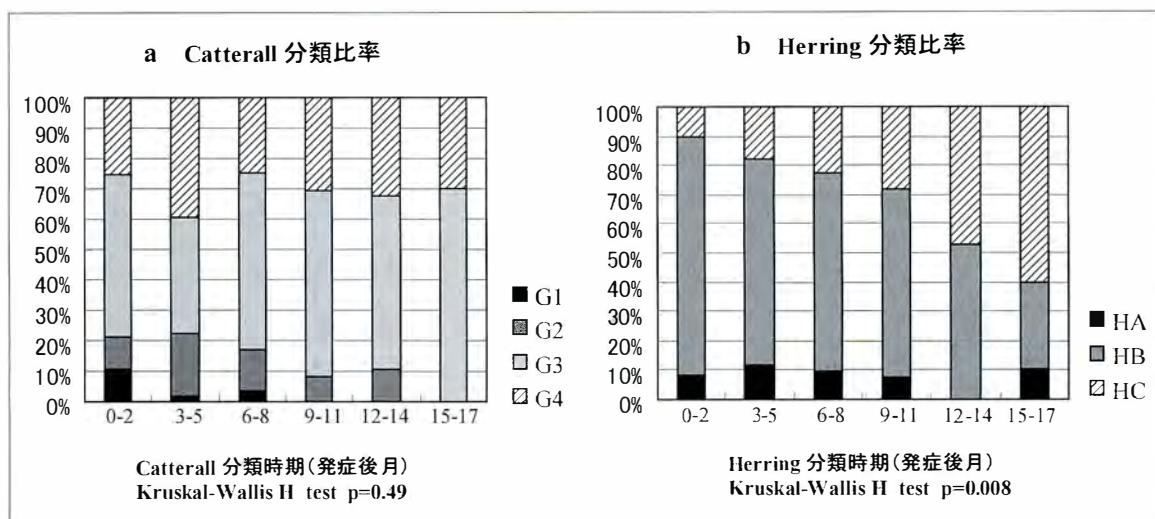 a Catterall 分類比率
100%
90%
80%
70%
60%
50%
40%
30%
20%
10%
0%
0-2 3-5 6-8 9-11 12-14 15-17
G1
G2
G3
G4
Catterall 分類時期(発症後月)
Kruskal-Wallis H test p=0.49
b Herring 分類比率
100%
90%
80%
70%
60%
50%
40%
30%
20%
10%
0%
0-2 3-5 6-8 9-11 12-14 15-17
HA
HB
HC
Herring 分類時期(発症後月)
Kruskal-Wallis H test p=0.008